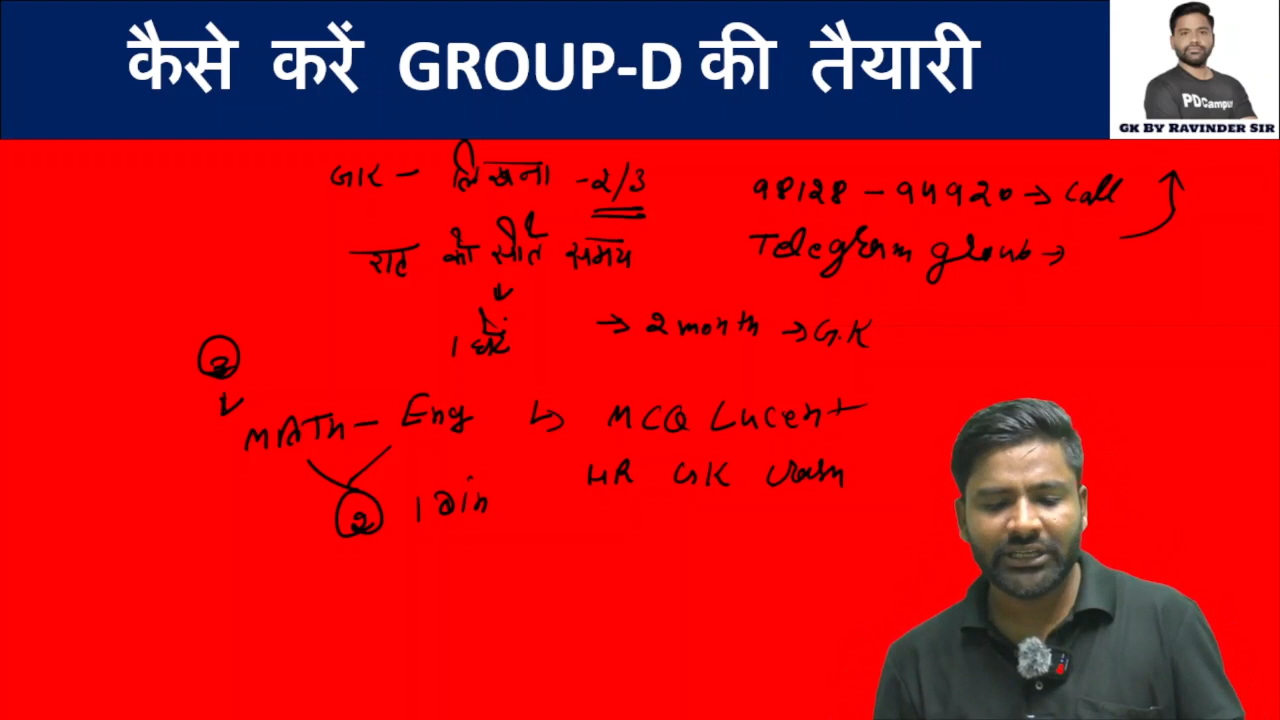 कैसे करें GROUP-D की तैयारी
PDCampus
GK BY RAVINDER SIR
GK - लिखना - 2/3
98128 - 94920 → Call
रात को सोते समय
Telegram group →
1 घंटे → 2 month → G.K
2
MATH - Eng ↳ MCQ Lucent
HR GK
2 1 Din